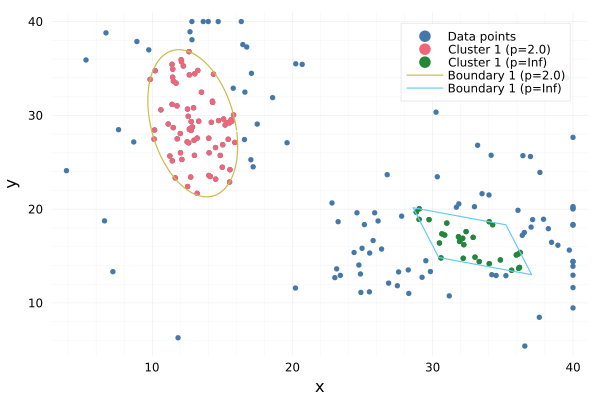 40
30
20
10
y
10
20
30
40
x
Data points
Cluster 1 (p=2.0)
Cluster 1 (p=Inf)
Boundary 1 (p=2.0)
Boundary 1 (p=Inf)